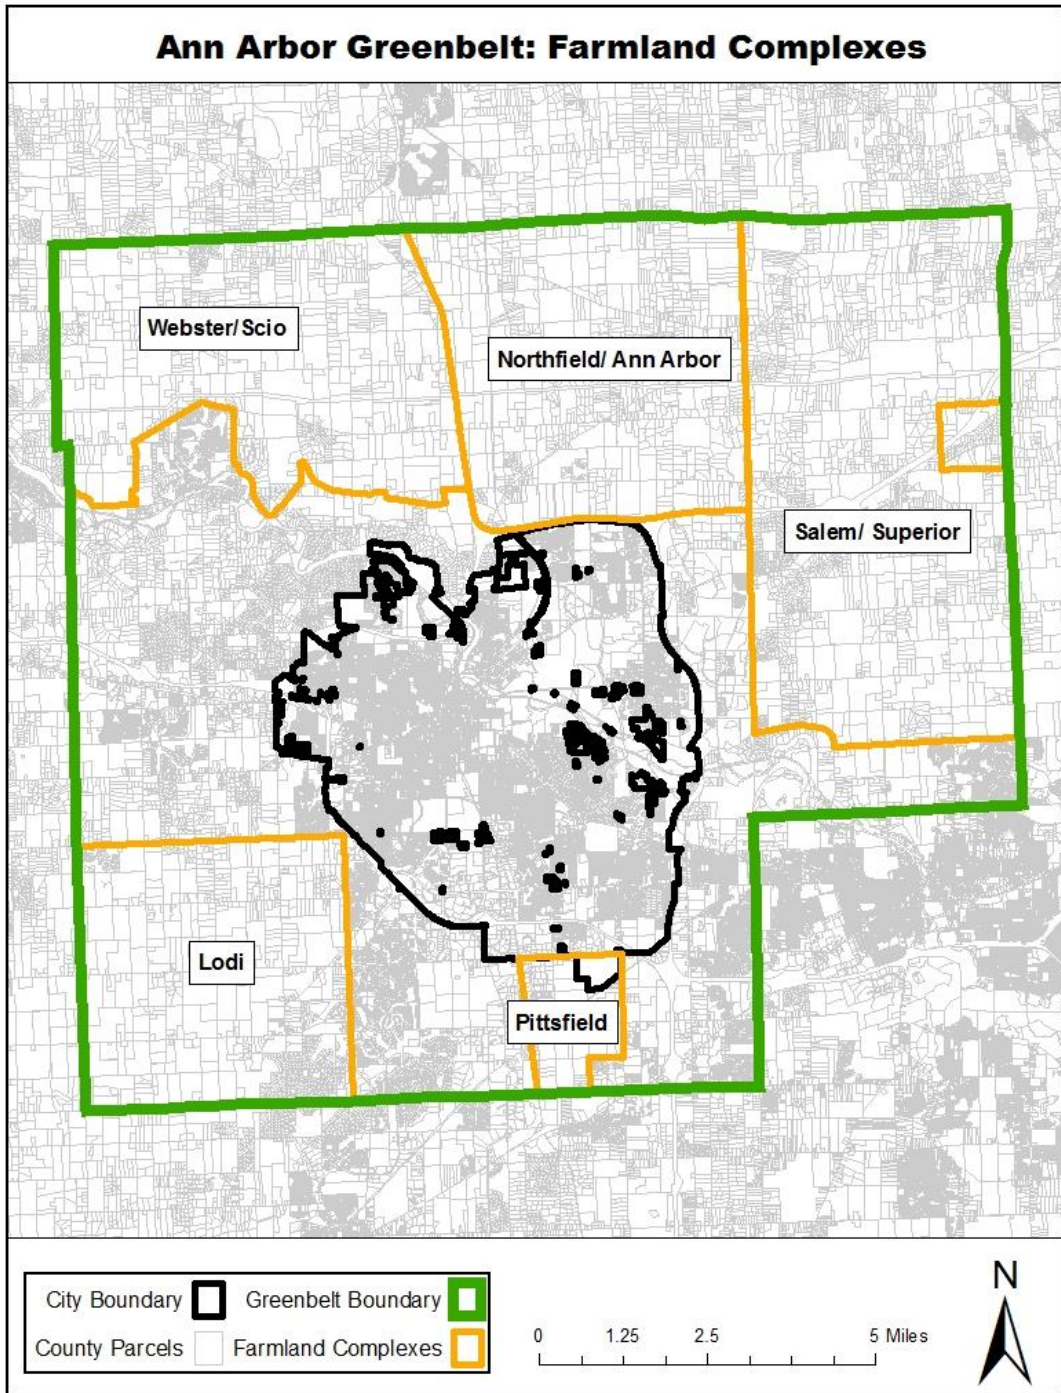 Ann Arbor Greenbelt: Farmland Complexes
Webster/Scio
Northfield/ Ann Arbor
Salem/ Superior
Lodi
Pittsfield
City Boundary Greenbelt Boundary
County Parcels Farmland Complexes
0 1.25 2.5 5 Miles
N